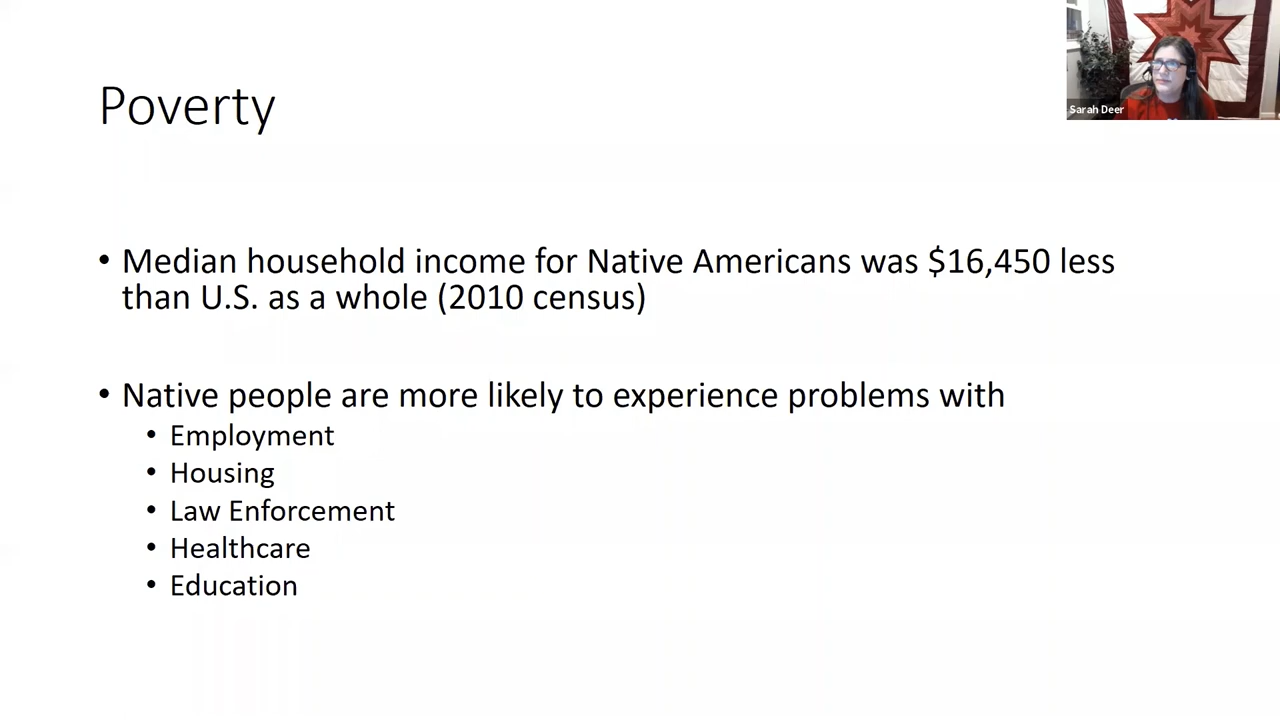 Poverty
Sarah Deer
• Median household income for Native Americans was $16,450 less
than U.S. as a whole (2010 census)
• Native people are more likely to experience problems with
• Employment
• Housing
• Law Enforcement
• Healthcare
• Education